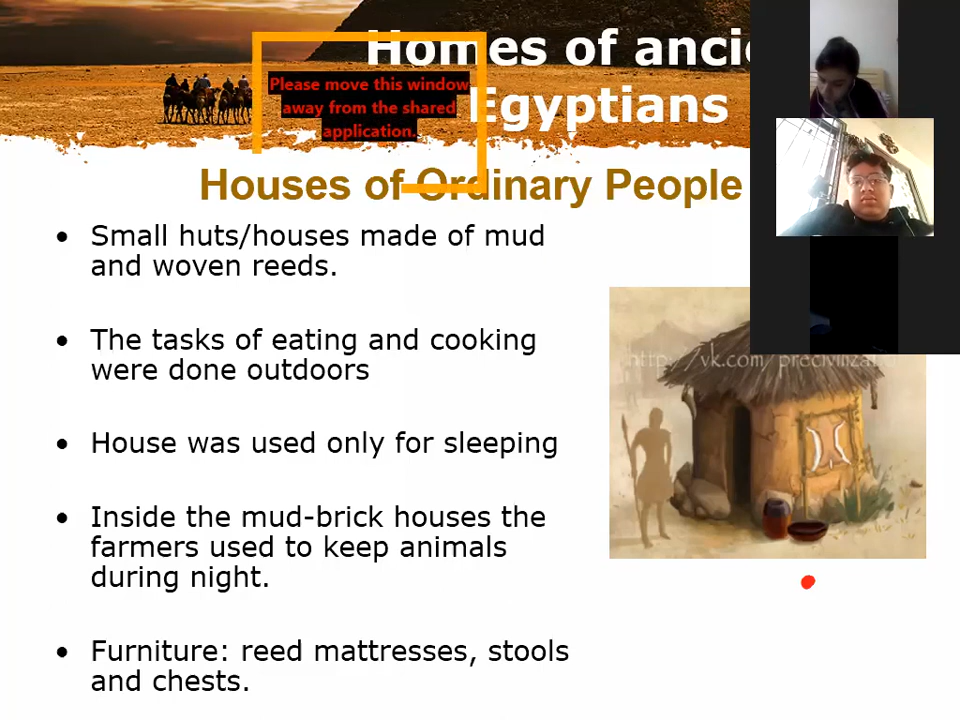 Homes of ancie
Egyptians
Please move this window
away from the shared
application.
Houses of Ordinary People
• Small huts/houses made of mud
and woven reeds.
• The tasks of eating and cooking
were done outdoors
• House was used only for sleeping
• Inside the mud-brick houses the
farmers used to keep animals
during night.
• Furniture: reed mattresses, stools
and chests.
http://vk.com/precivilizat